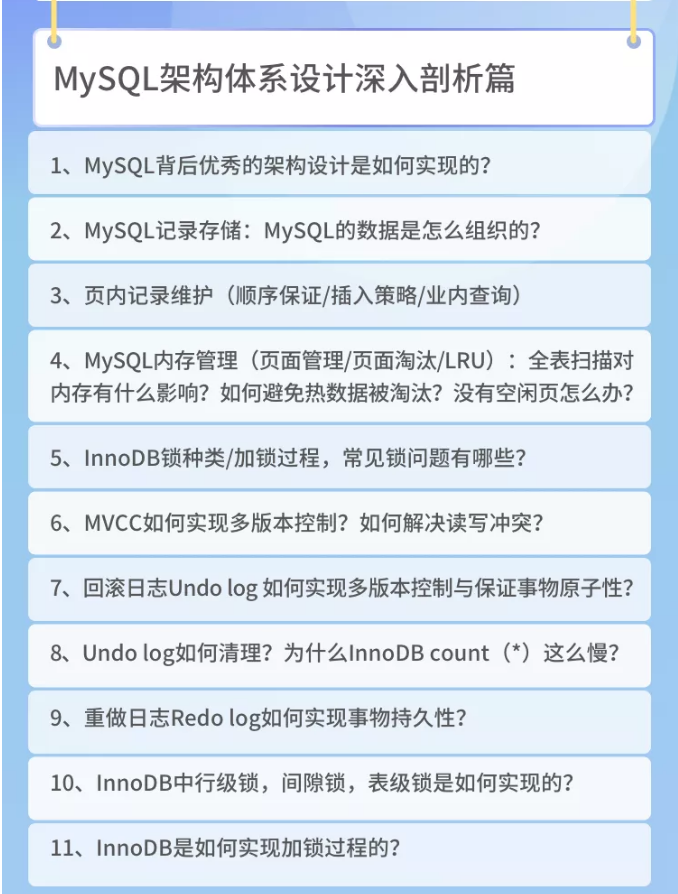 MySQL架构体系设计深入剖析篇
1、MySQL背后优秀的架构设计是如何实现的？
2、MySQL记录存储：MySQL的数据是怎么组织的？
3、页内记录维护（顺序保证/插入策略/业内查询）
4、MySQL内存管理（页面管理/页面淘汰/LRU）：全表扫描对
内存有什么影响？如何避免热数据被淘汰？没有空闲页怎么办？
5、InnoDB锁种类/加锁过程，常见锁问题有哪些？
6、MVCC如何实现多版本控制？如何解决读写冲突？
7、回滚日志Undo log 如何实现多版本控制与保证事物原子性？
8、Undo log如何清理？为什么InnoDB count（*）这么慢？
9、重做日志Redo log如何实现事物持久性？
10、InnoDB中行级锁，间隙锁，表级锁是如何实现的？
11、InnoDB是如何实现加锁过程的？